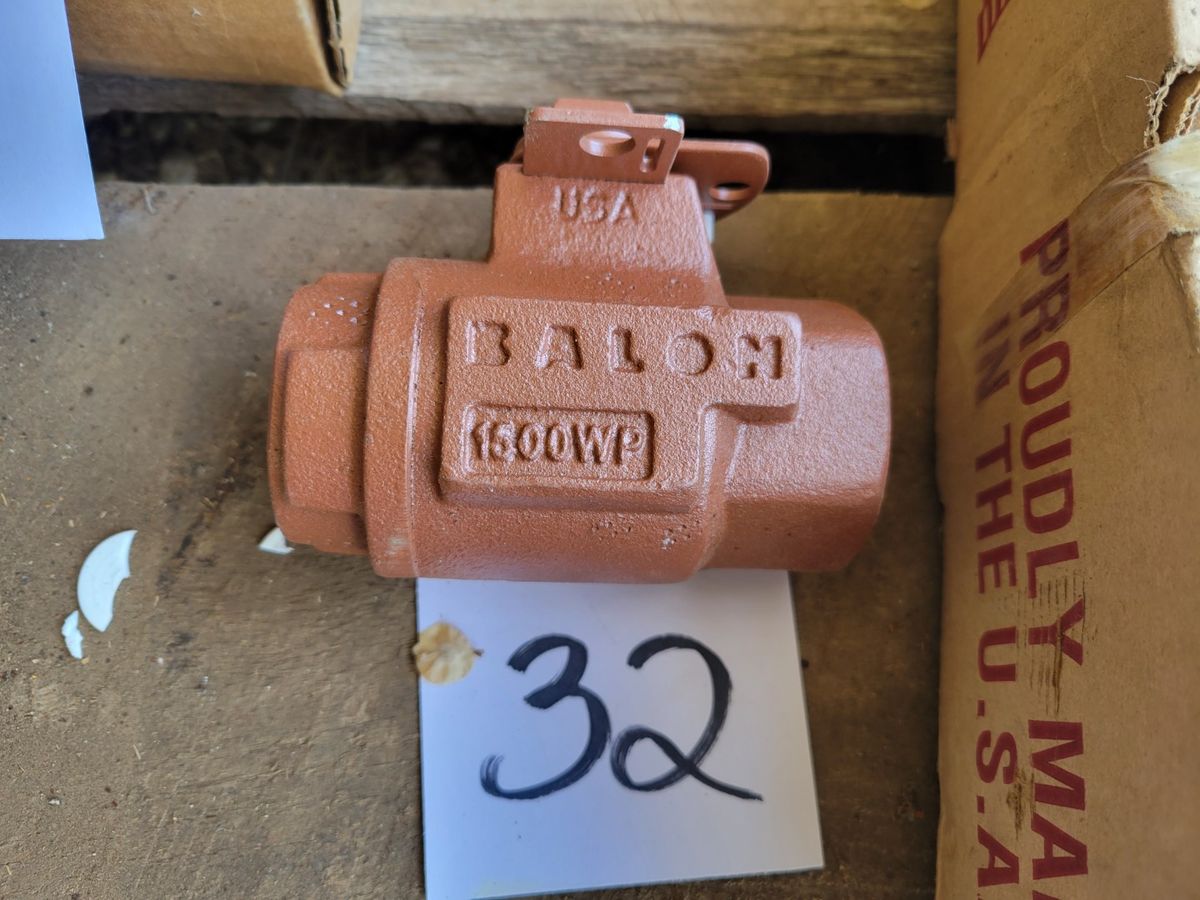 USA
BALON
1500WP
32
PROUDLY MA
IN THE U.S.A